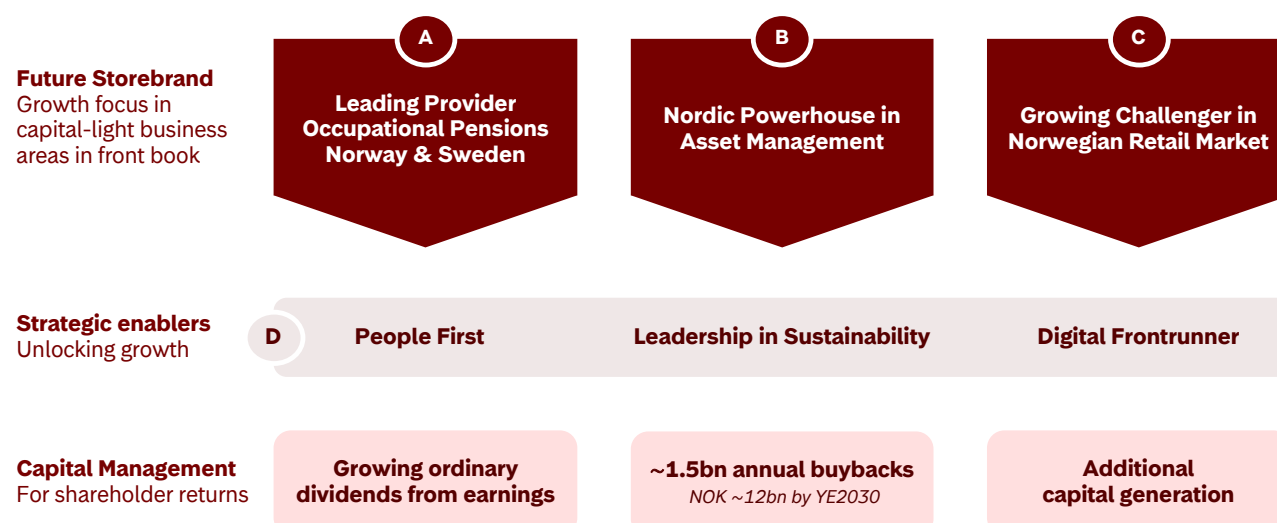 A
B
C
Future Storebrand
Growth focus in
capital-light business
areas in front book
Leading Provider
Occupational Pensions
Norway & Sweden
Nordic Powerhouse in
Asset Management
Growing Challenger in
Norwegian Retail Market
Strategic enablers
Unlocking growth
D
People First
Leadership in Sustainability
Digital Frontrunner
Capital Management
For shareholder returns
Growing ordinary
dividends from earnings
~1.5bn annual buybacks
NOK ~12bn by YE2030
Additional
capital generation